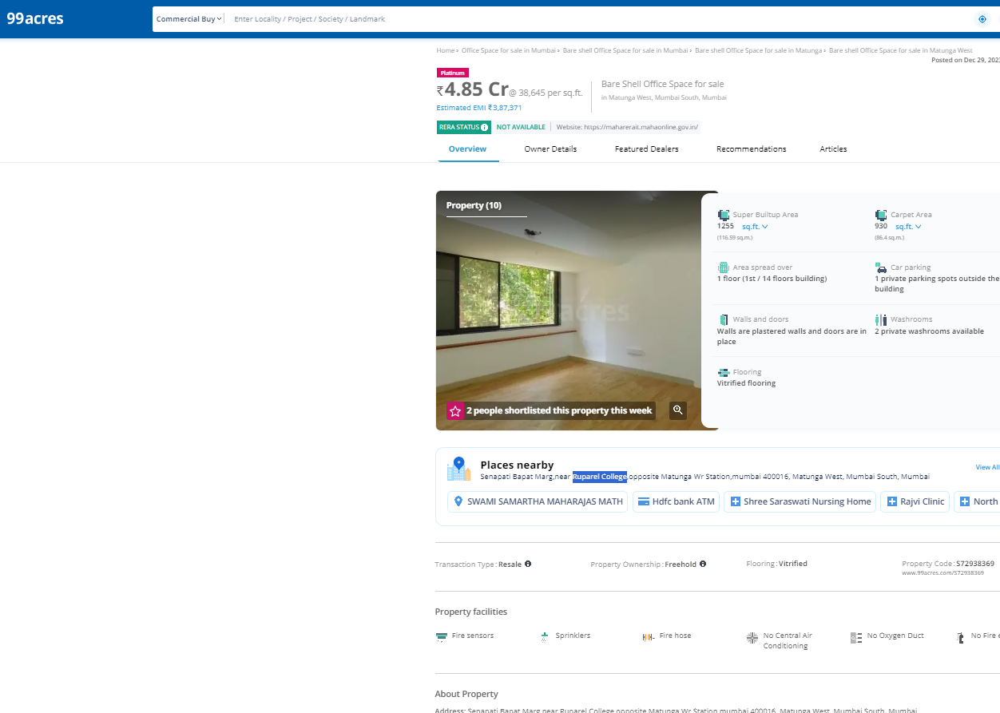 99acres
Commercial Buy
Enter Locality / Project / Society / Landmark
Home › Office Space for sale in Mumbai › Bare shell Office Space for sale in Mumbai › Bare shell Office Space for sale in Matunga › Bare shell Office Space for sale in Matunga West
Posted on Dec 29, 2023
Platinum
₹4.85 Cr @ 38,645 per sq.ft.
Estimated EMI ₹3,87,371
Bare Shell Office Space for sale
in Matunga West, Mumbai South, Mumbai
RERA STATUS NOT AVAILABLE Website: https://maharerait.mahaonline.gov.in/
Overview Owner Details Featured Dealers Recommendations Articles
Property (10)
acres
2 people shortlisted this property this week
Super Builtup Area
1255 sq.ft.
(116.59 sq.m.)
Carpet Area
930 sq.ft.
(86.4 sq.m.)
Area spread over
1 floor (1st / 14 floors building)
Car parking
1 private parking spots outside the
building
Walls and doors
Walls are plastered walls and doors are in
place
Washrooms
2 private washrooms available
Flooring
Vitrified flooring
Places nearby
View All
Senapati Bapat Marg,near Ruparel College,opposite Matunga Wr Station,mumbai 400016, Matunga West, Mumbai South, Mumbai
SWAMI SAMARTHA MAHARAJAS MATH Hdfc bank ATM Shree Saraswati Nursing Home Rajvi Clinic North
Transaction Type : Resale Property Ownership : Freehold Flooring : Vitrified Property Code : S72938369
www.99acres.com/S72938369
Property facilities
Fire sensors
Sprinklers
Fire hose
No Central Air
Conditioning
No Oxygen Duct
No Fire e
About Property
Address: Senapati Bapat Marg,near Ruparel College,opposite Matunga Wr Station,mumbai 400016, Matunga West, Mumbai South, Mumbai